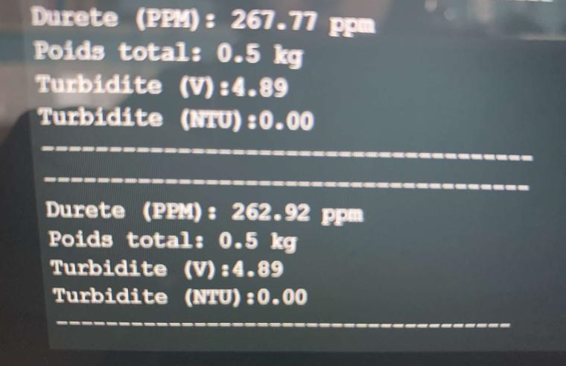 Durete (PPM): 267.77 ppm
Poids total: 0.5 kg
Turbidite (V):4.89
Turbidite (NTU):0.00
----------------------------------------
----------------------------------------
Durete (PPM): 262.92 ppm
Poids total: 0.5 kg
Turbidite (V):4.89
Turbidite (NTU):0.00
----------------------------------------